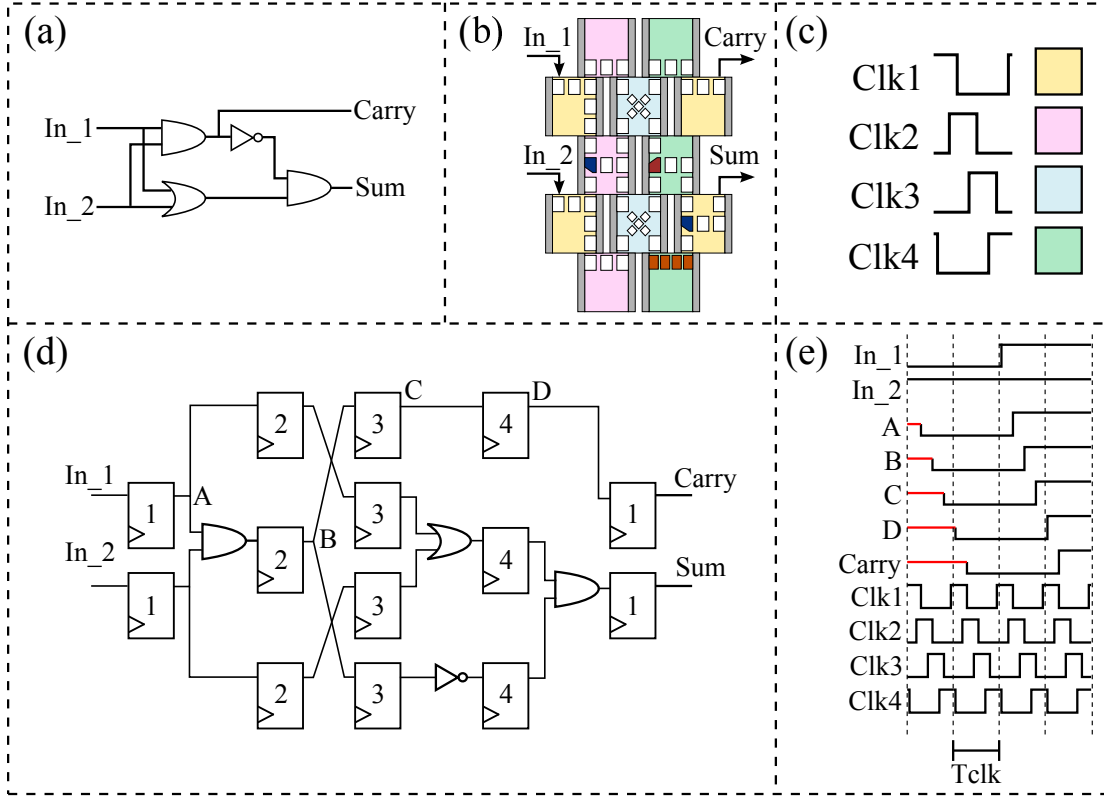 (a)
In_1
In_2
Carry
Sum
(b)
In_1
Carry
In_2
Sum
(c)
Clk1
Clk2
Clk3
Clk4
(d)
In_1
In_2
1
1
A
2
2
2
B
3
3
3
3
C
4
4
4
D
1
1
Carry
Sum
(e)
In_1
In_2
A
B
C
D
Carry
Clk1
Clk2
Clk3
Clk4
Tclk